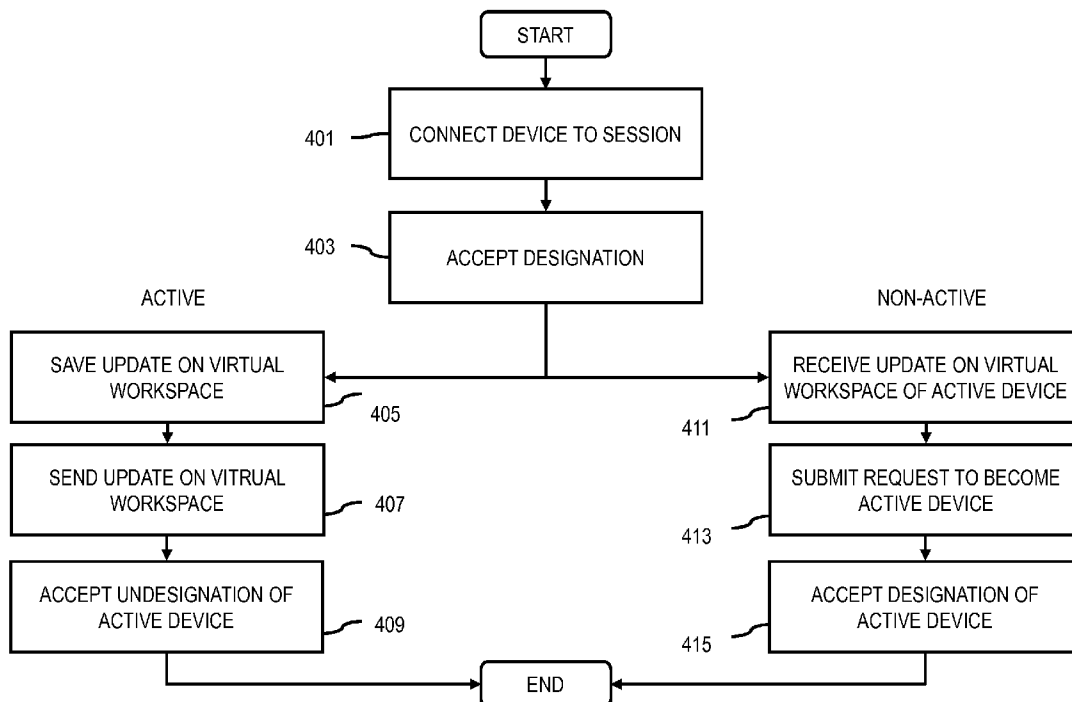 START
401
CONNECT DEVICE TO SESSION
403
ACCEPT DESIGNATION
ACTIVE
SAVE UPDATE ON VIRTUAL
WORKSPACE
405
SEND UPDATE ON VITRUAL
WORKSPACE
407
ACCEPT UNDESIGNATION OF
ACTIVE DEVICE
409
NON-ACTIVE
RECEIVE UPDATE ON VIRTUAL
WORKSPACE OF ACTIVE DEVICE
411
SUBMIT REQUEST TO BECOME
ACTIVE DEVICE
413
ACCEPT DESIGNATION OF
ACTIVE DEVICE
415
END